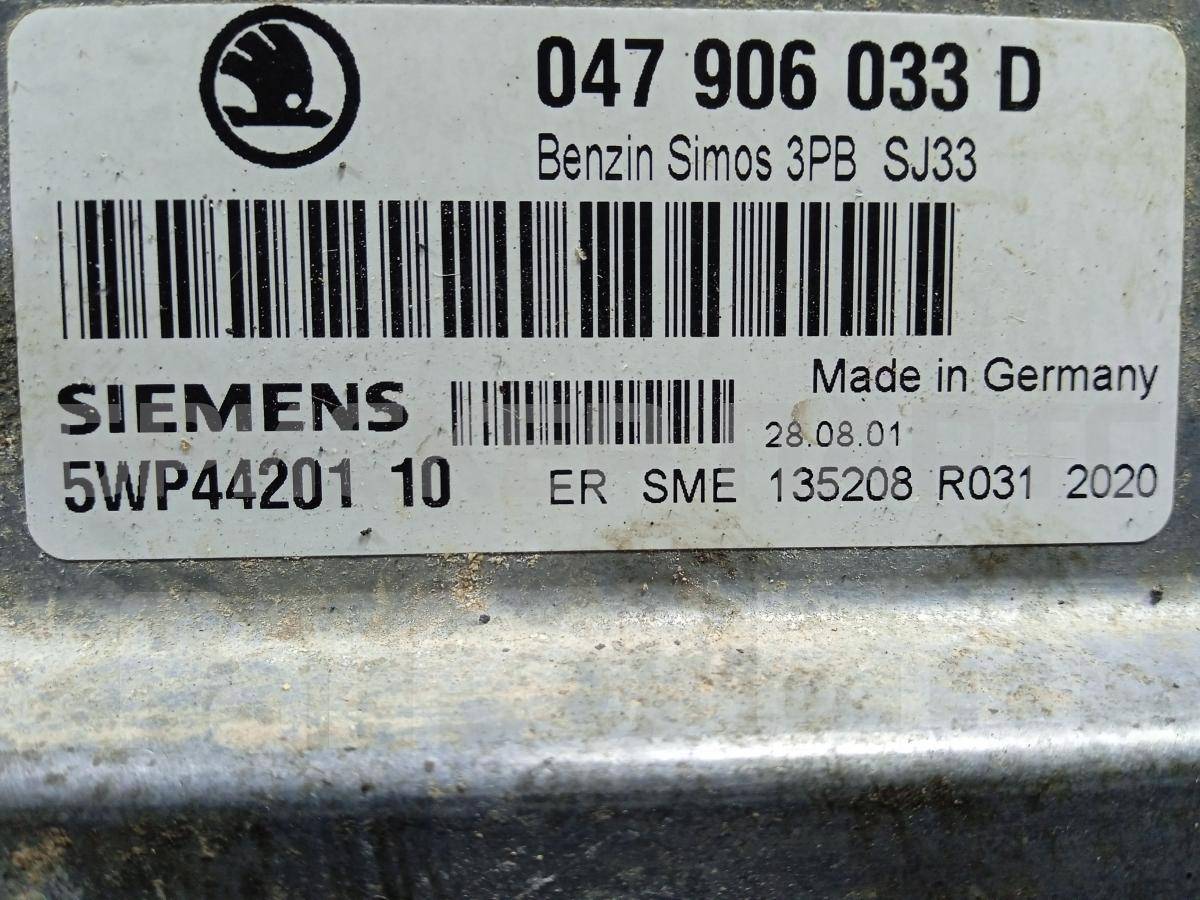 047 906 033 D
Benzin Simos 3PB SJ33
Made in Germany
SIEMENS
28.08.01
5WP44201 10
ER SME 135208 R031 2020